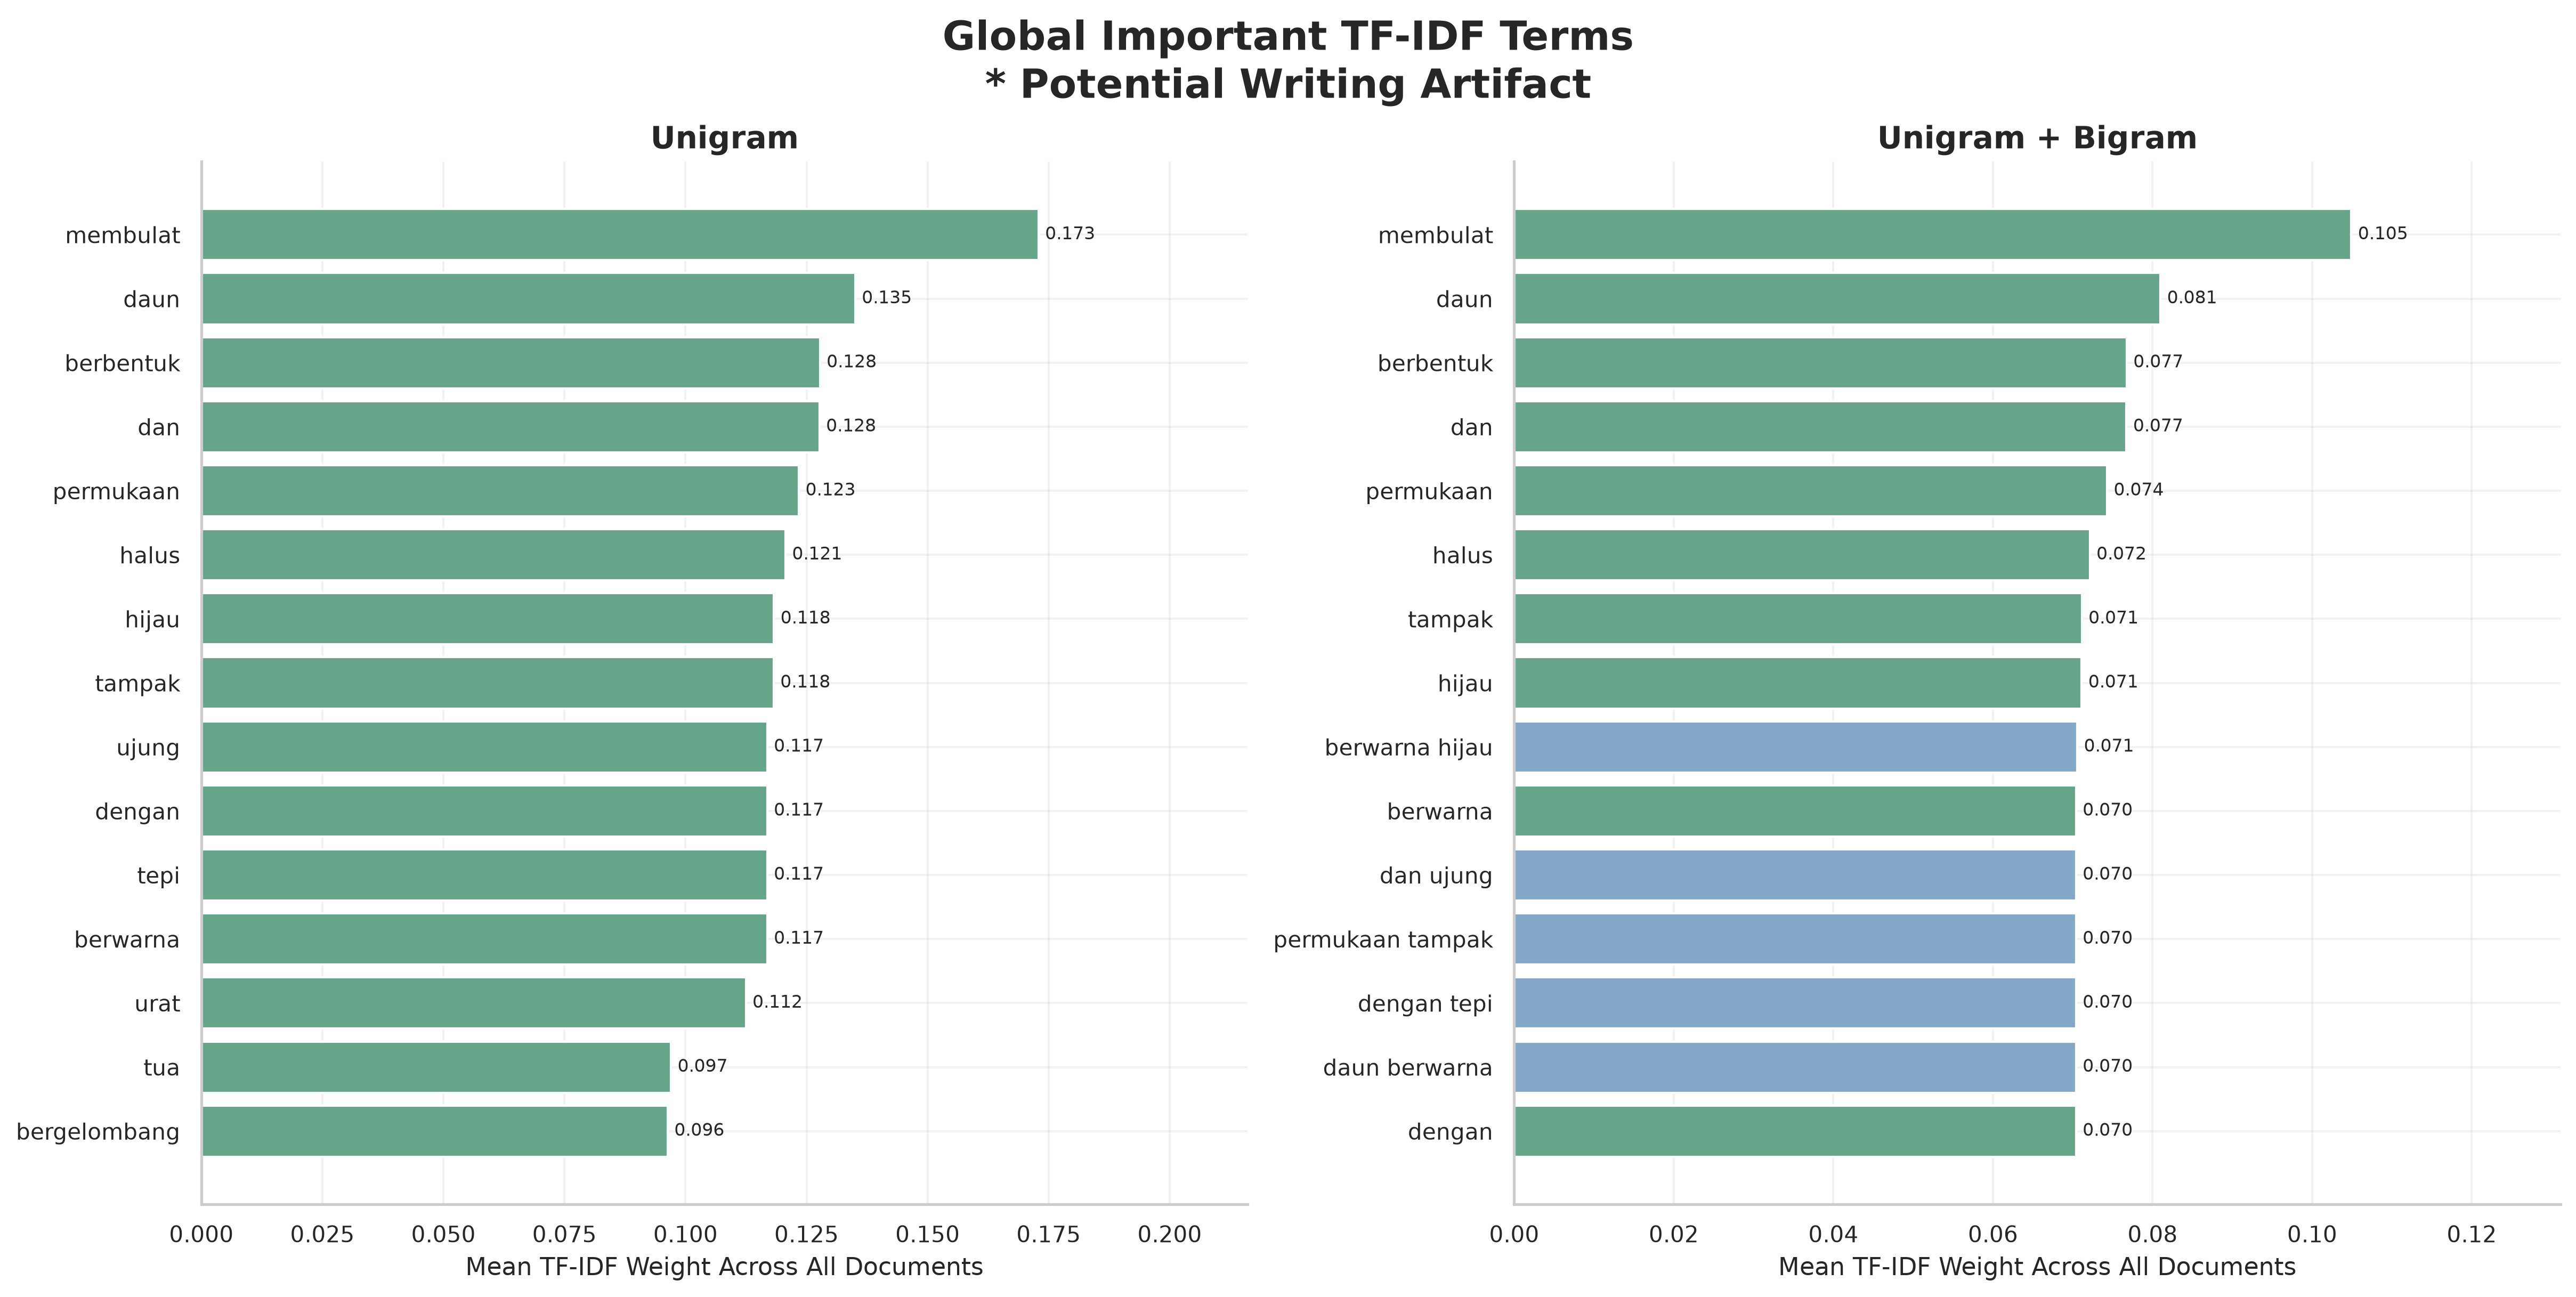 Global Important TF-IDF Terms
* Potential Writing Artifact
Unigram
membulat 0.173
daun 0.135
berbentuk 0.128
dan 0.128
permukaan 0.123
halus 0.121
hijau 0.118
tampak 0.118
ujung 0.117
dengan 0.117
tepi 0.117
berwarna 0.117
urat 0.112
tua 0.097
bergelombang 0.096
0.000 0.025 0.050 0.075 0.100 0.125 0.150 0.175 0.200
Mean TF-IDF Weight Across All Documents
Unigram + Bigram
membulat 0.105
daun 0.081
berbentuk 0.077
dan 0.077
permukaan 0.074
halus 0.072
tampak 0.071
hijau 0.071
berwarna hijau 0.071
berwarna 0.070
dan ujung 0.070
permukaan tampak 0.070
dengan tepi 0.070
daun berwarna 0.070
dengan 0.070
0.00 0.02 0.04 0.06 0.08 0.10 0.12
Mean TF-IDF Weight Across All Documents